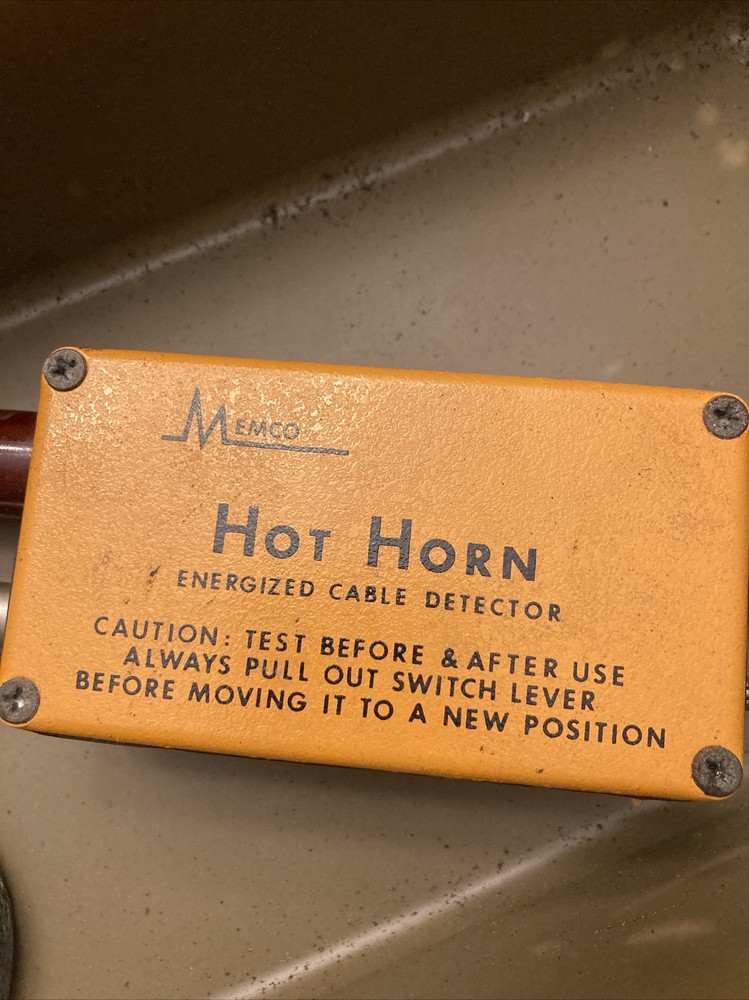 MEMCO
HOT HORN
ENERGIZED CABLE DETECTOR
CAUTION: TEST BEFORE & AFTER USE
ALWAYS PULL OUT SWITCH LEVER
BEFORE MOVING IT TO A NEW POSITION